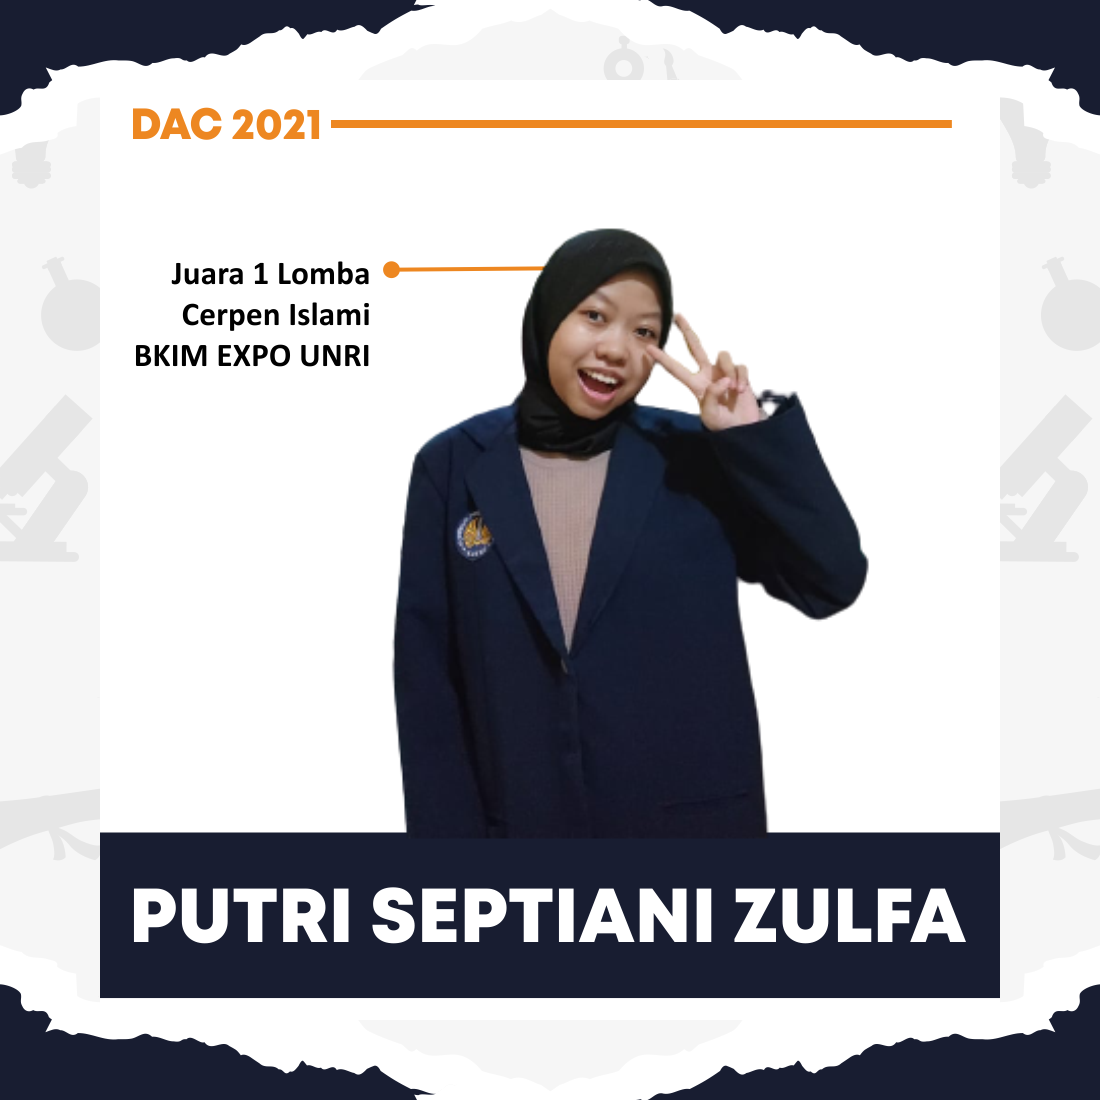 DAC 2021
Juara 1 Lomba
Cerpen Islami
BKIM EXPO UNRI
PUTRI SEPTIANI ZULFA